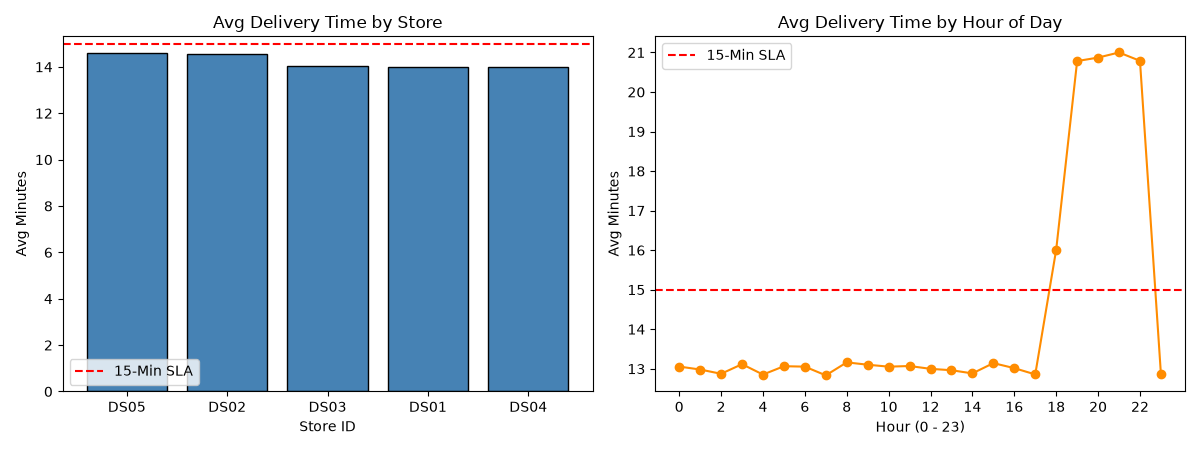 Avg Delivery Time by Store
Avg Minutes
14
12
10
8
6
4
2
0
15-Min SLA
DS05 DS02 DS03 DS01 DS04
Store ID
Avg Delivery Time by Hour of Day
Avg Minutes
21
20
19
18
17
16
15
14
13
15-Min SLA
0 2 4 6 8 10 12 14 16 18 20 22
Hour (0 - 23)